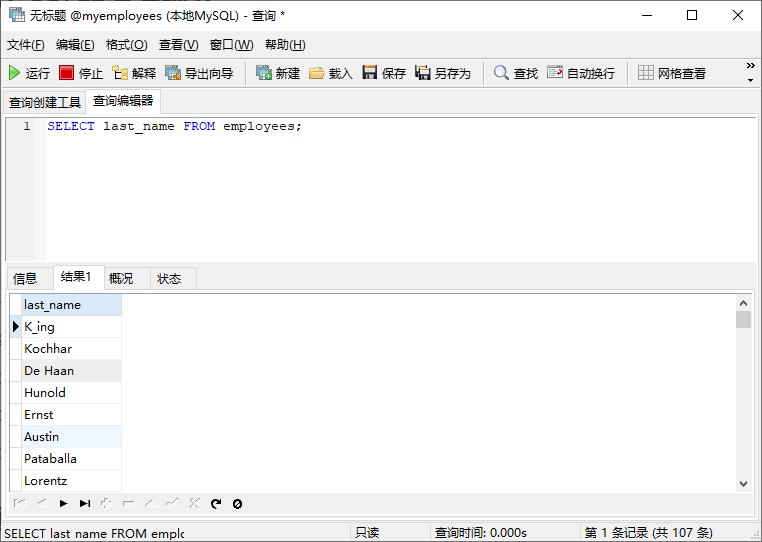 无标题 @myemployees (本地MySQL) - 查询 *
文件(F) 编辑(E) 格式(O) 查看(V) 窗口(W) 帮助(H)
运行 停止 解释 导出向导 新建 载入 保存 另存为 查找 自动换行 网格查看 »
查询创建工具 查询编辑器
1 SELECT last_name FROM employees;
信息 结果1 概况 状态
last_name
K_ing
Kochhar
De Haan
Hunold
Ernst
Austin
Pataballa
Lorentz
SELECT last_name FROM emplo 只读 查询时间: 0.000s 第 1 条记录 (共 107 条)